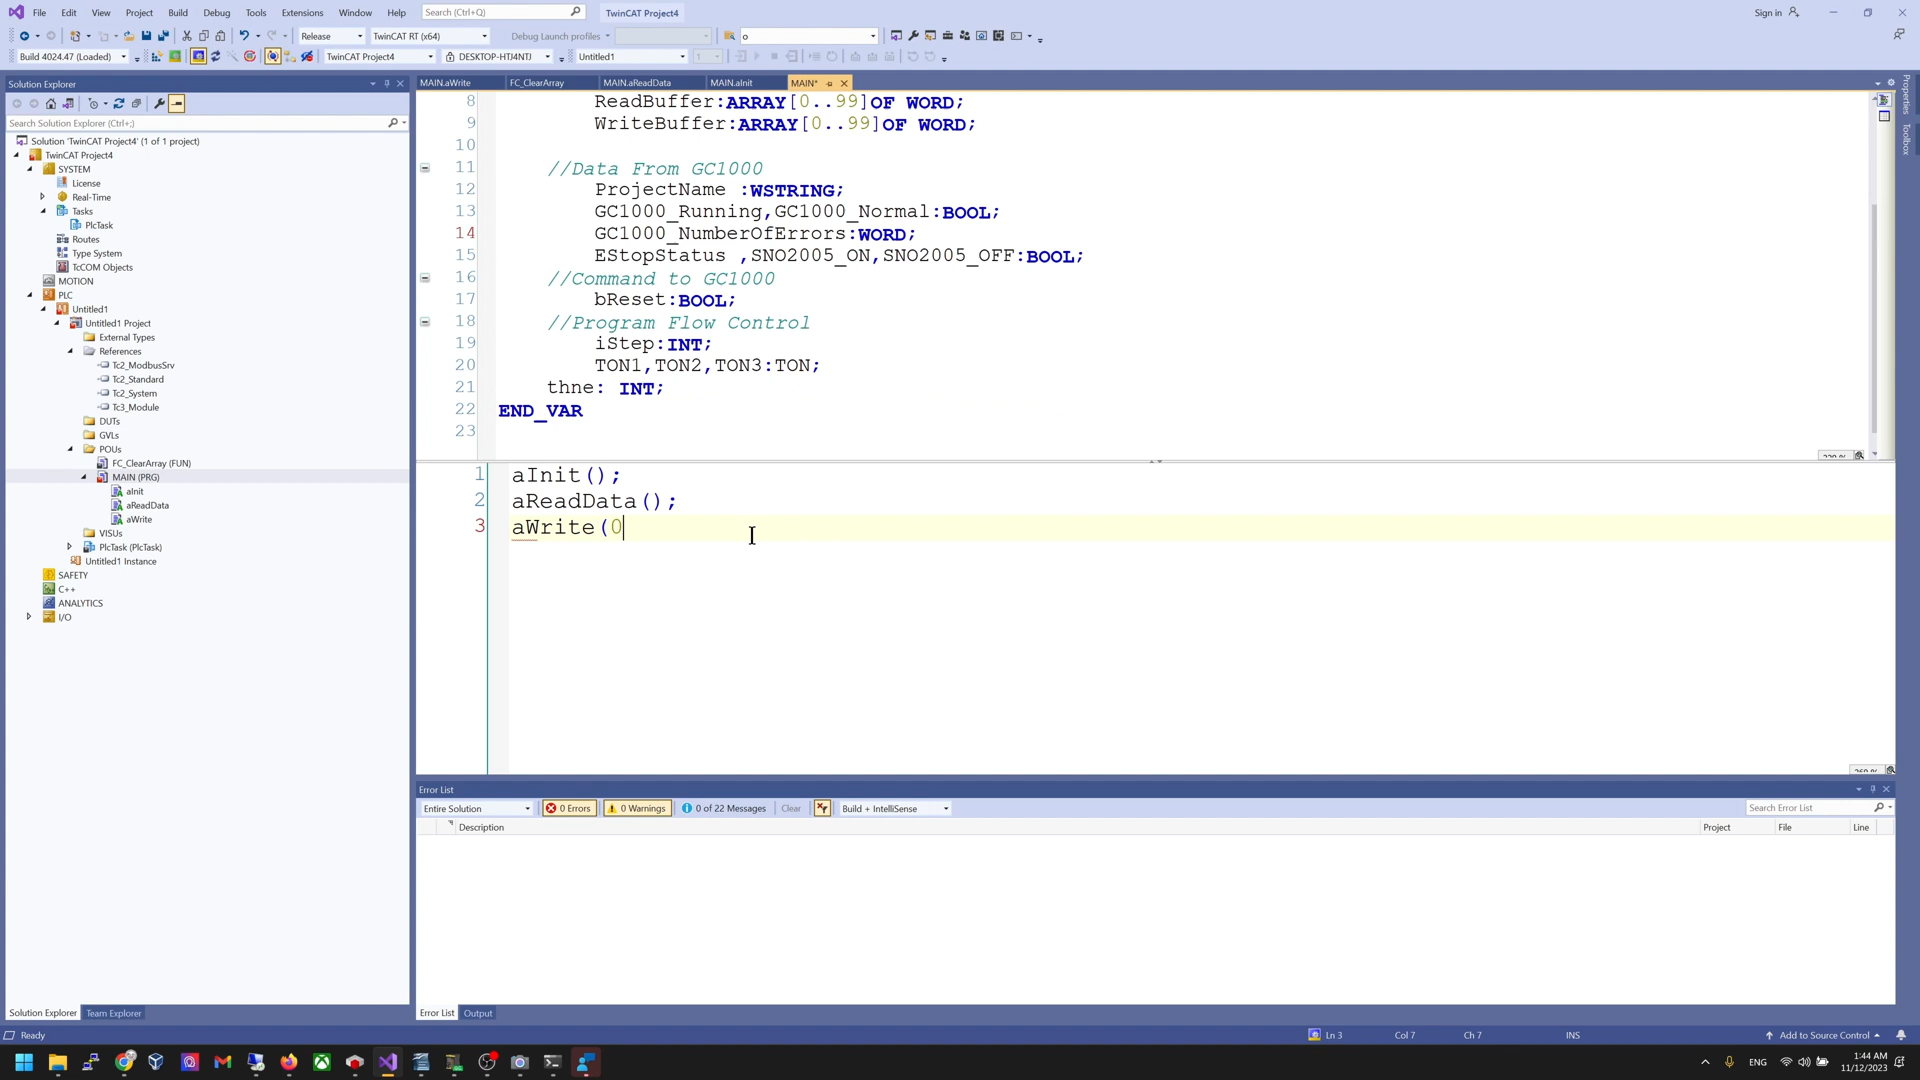 File Edit View Project Build Debug Tools Extensions Window Help Search (Ctrl+Q) TwinCAT Project4 Sign in
Release TwinCAT RT (x64) Debug Launch profiles o
Build 4024.47 (Loaded) TwinCAT Project4 DESKTOP-HTJ4NTJ Untitled1 1
Solution Explorer
Search Solution Explorer (Ctrl+;)
Solution 'TwinCAT Project4' (1 of 1 project)
TwinCAT Project4
SYSTEM
License
Real-Time
Tasks
PlcTask
Routes
Type System
TcCOM Objects
MOTION
PLC
Untitled1
Untitled1 Project
External Types
References
Tc2_ModbusSrv
Tc2_Standard
Tc2_System
Tc3_Module
DUTs
GVLs
POUs
FC_ClearArray (FUN)
MAIN (PRG)
aInit
aReadData
aWrite
VISUs
PlcTask (PlcTask)
Untitled1 Instance
SAFETY
C++
ANALYTICS
I/O
Solution Explorer Team Explorer
MAIN.aWrite FC_ClearArray MAIN.aReadData MAIN.aInit MAIN*
8 ReadBuffer:ARRAY[0..99]OF WORD;
9 WriteBuffer:ARRAY[0..99]OF WORD;
10
11 //Data From GC1000
12 ProjectName :WSTRING;
13 GC1000_Running,GC1000_Normal:BOOL;
14 GC1000_NumberOfErrors:WORD;
15 EStopStatus ,SNO2005_ON,SNO2005_OFF:BOOL;
16 //Command to GC1000
17 bReset:BOOL;
18 //Program Flow Control
19 iStep:INT;
20 TON1,TON2,TON3:TON;
21 thne: INT;
22 END_VAR
23
1 aInit();
2 aReadData();
3 aWrite(0
Properties
Toolbox
Error List
Entire Solution 0 Errors 0 Warnings 0 of 22 Messages Clear Build + IntelliSense Search Error List
Description Project File Line
Error List Output
Ready Ln 3 Col 7 Ch 7 INS Add to Source Control
ENG 1:44 AM
11/12/2023